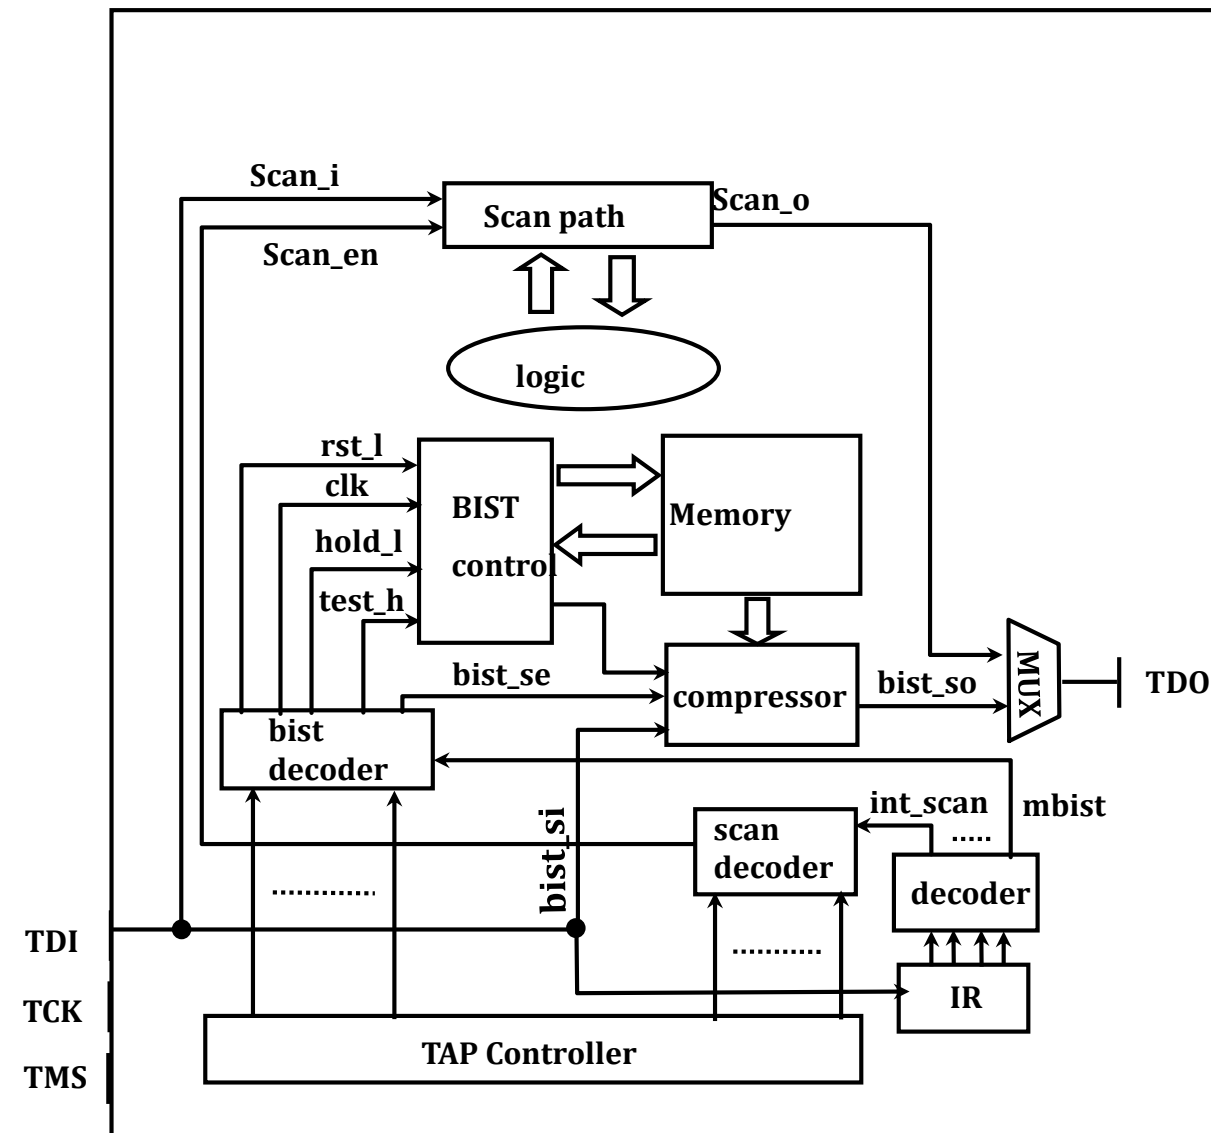 Scan_i
Scan_o
Scan path
Scan_en
logic
rst_l
clk
BIST
Memory
hold_l
control
test_h
bist_se
compressor
bist_so
MUX
TDO
bist
decoder
int_scan
mbist
bist_si
scan
decoder
decoder
TDI
IR
TCK
TAP Controller
TMS